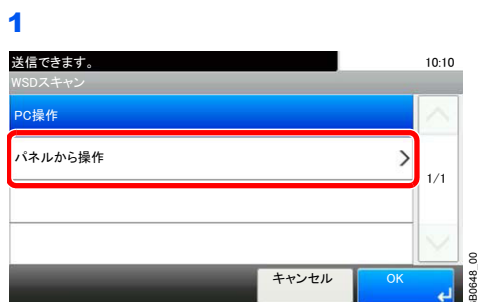 1
送信できます。 10:10
WSDスキャン
PC操作
パネルから操作
1/1
キャンセル OK
B0648_00